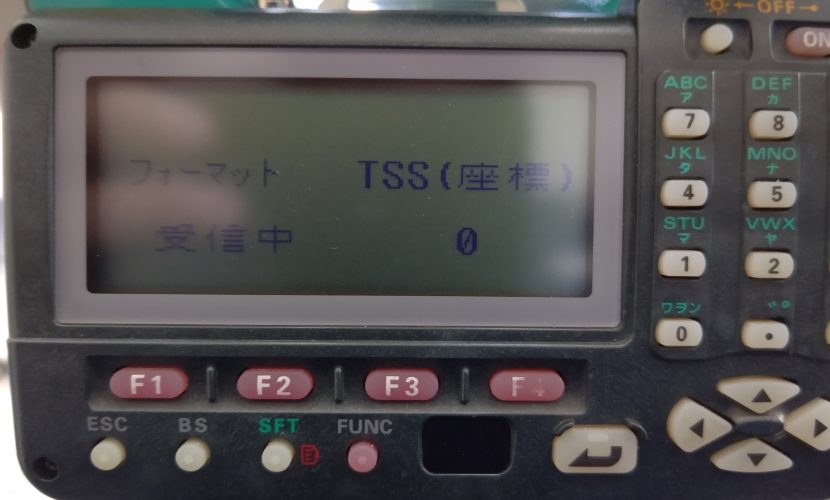 ☼ ←OFF→
ON
フォーマット TSS(座標)
受信中 0
ABC
ア
7
DEF
カ
8
JKL
タ
4
MNO
ナ
5
STU
マ
1
VWX
ヤ
2
ワヲン
0
゛゜
.
F1 F2 F3 F4
ESC BS SFT FUNC